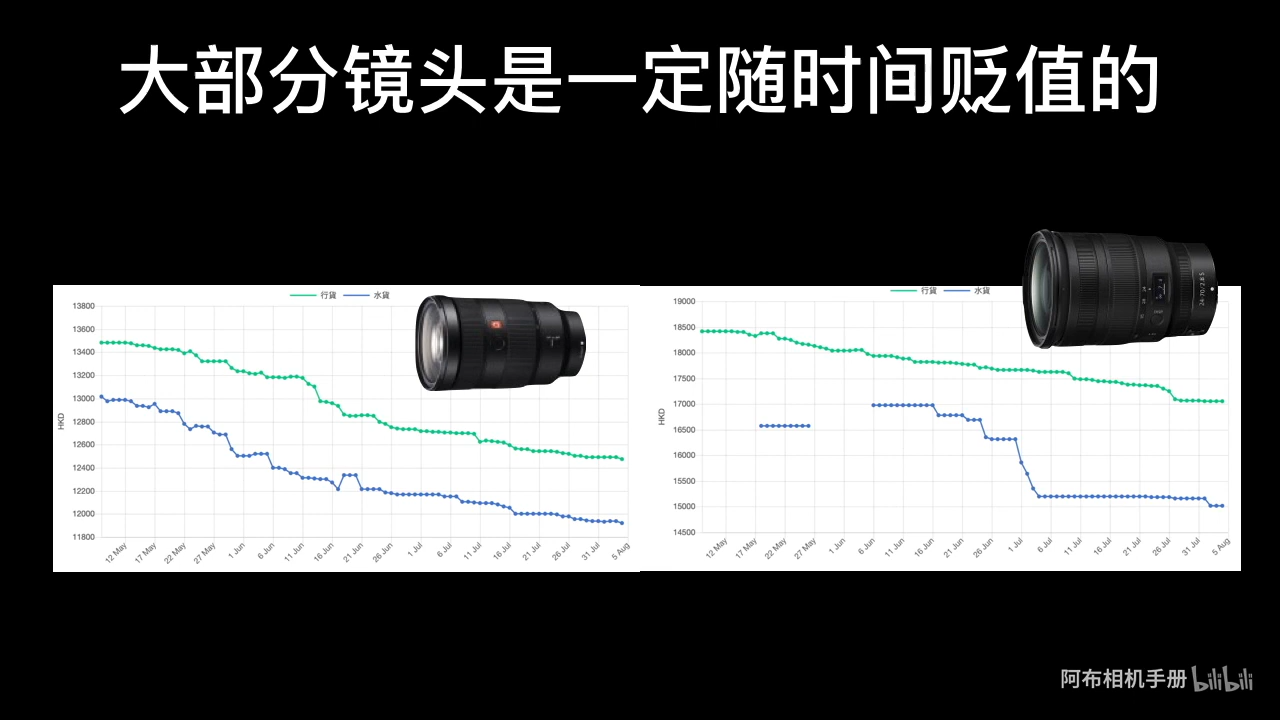 大部分镜头是一定随时间贬值的
行貨 水貨
13800
13600
13400
13200
13000
12800
12600
12400
12200
12000
11800
HKD
12 May 17 May 22 May 27 May 1 Jun 6 Jun 11 Jun 16 Jun 21 Jun 26 Jun 1 Jul 6 Jul 11 Jul 16 Jul 21 Jul 26 Jul 31 Jul 5 Aug
行貨 水貨
19000
18500
18000
17500
17000
16500
16000
15500
15000
14500
HKD
12 May 17 May 22 May 27 May 1 Jun 6 Jun 11 Jun 16 Jun 21 Jun 26 Jun 1 Jul 6 Jul 11 Jul 16 Jul 21 Jul 26 Jul 31 Jul 5 Aug
24-70/2.8 S
阿布相机手册 bilibili